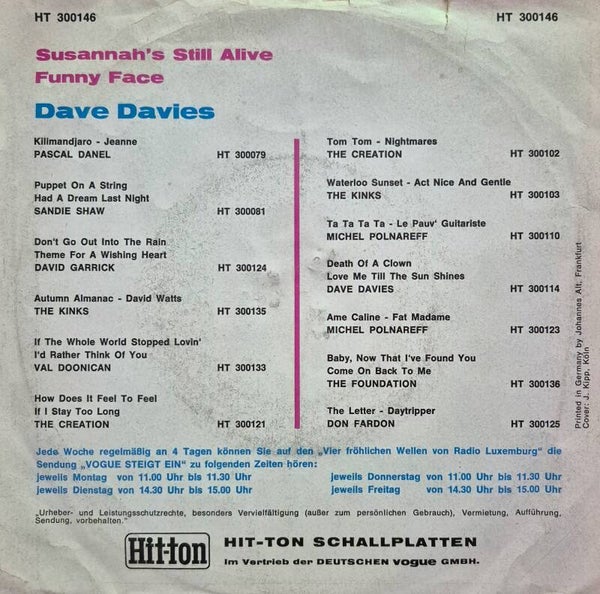 HT 300146
HT 300146
Susannah's Still Alive
Funny Face
Dave Davies
Kilimandjaro - Jeanne
PASCAL DANEL HT 300079
Puppet On A String
Had A Dream Last Night
SANDIE SHAW HT 300081
Don't Go Out Into The Rain
Theme For A Wishing Heart
DAVID GARRICK HT 300124
Autumn Almanac - David Watts
THE KINKS HT 300135
If The Whole World Stopped Lovin'
I'd Rather Think Of You
VAL DOONICAN HT 300133
How Does It Feel To Feel
If I Stay Too Long
THE CREATION HT 300121
Tom Tom - Nightmares
THE CREATION HT 300102
Waterloo Sunset - Act Nice And Gentle
THE KINKS HT 300103
Ta Ta Ta Ta - Le Pauv' Guitariste
MICHEL POLNAREFF HT 300110
Death Of A Clown
Love Me Till The Sun Shines
DAVE DAVIES HT 300114
Ame Caline - Fat Madame
MICHEL POLNAREFF HT 300123
Baby, Now That I've Found You
Come On Back To Me
THE FOUNDATION HT 300136
The Letter - Daytripper
DON FARDON HT 300125
Printed in Germany by Johannes Alt, Frankfurt
Cover: J. Kipp, Köln
Jede Woche regelmäßig an 4 Tagen können Sie auf den „Vier fröhlichen Wellen von Radio Luxemburg" die
Sendung „VOGUE STEIGT EIN" zu folgenden Zeiten hören:
jeweils Montag von 11.00 Uhr bis 11.30 Uhr jeweils Donnerstag von 11.00 Uhr bis 11.30 Uhr
jeweils Dienstag von 14.30 Uhr bis 15.00 Uhr jeweils Freitag von 14.30 Uhr bis 15.00 Uhr
„Urheber- und Leistungsschutzrechte, besonders Vervielfältigung (außer zum persönlichen Gebrauch), Vermietung, Aufführung,
Sendung, vorbehalten."
Hit-ton HIT-TON SCHALLPLATTEN
Im Vertrieb der DEUTSCHEN vogue GMBH.